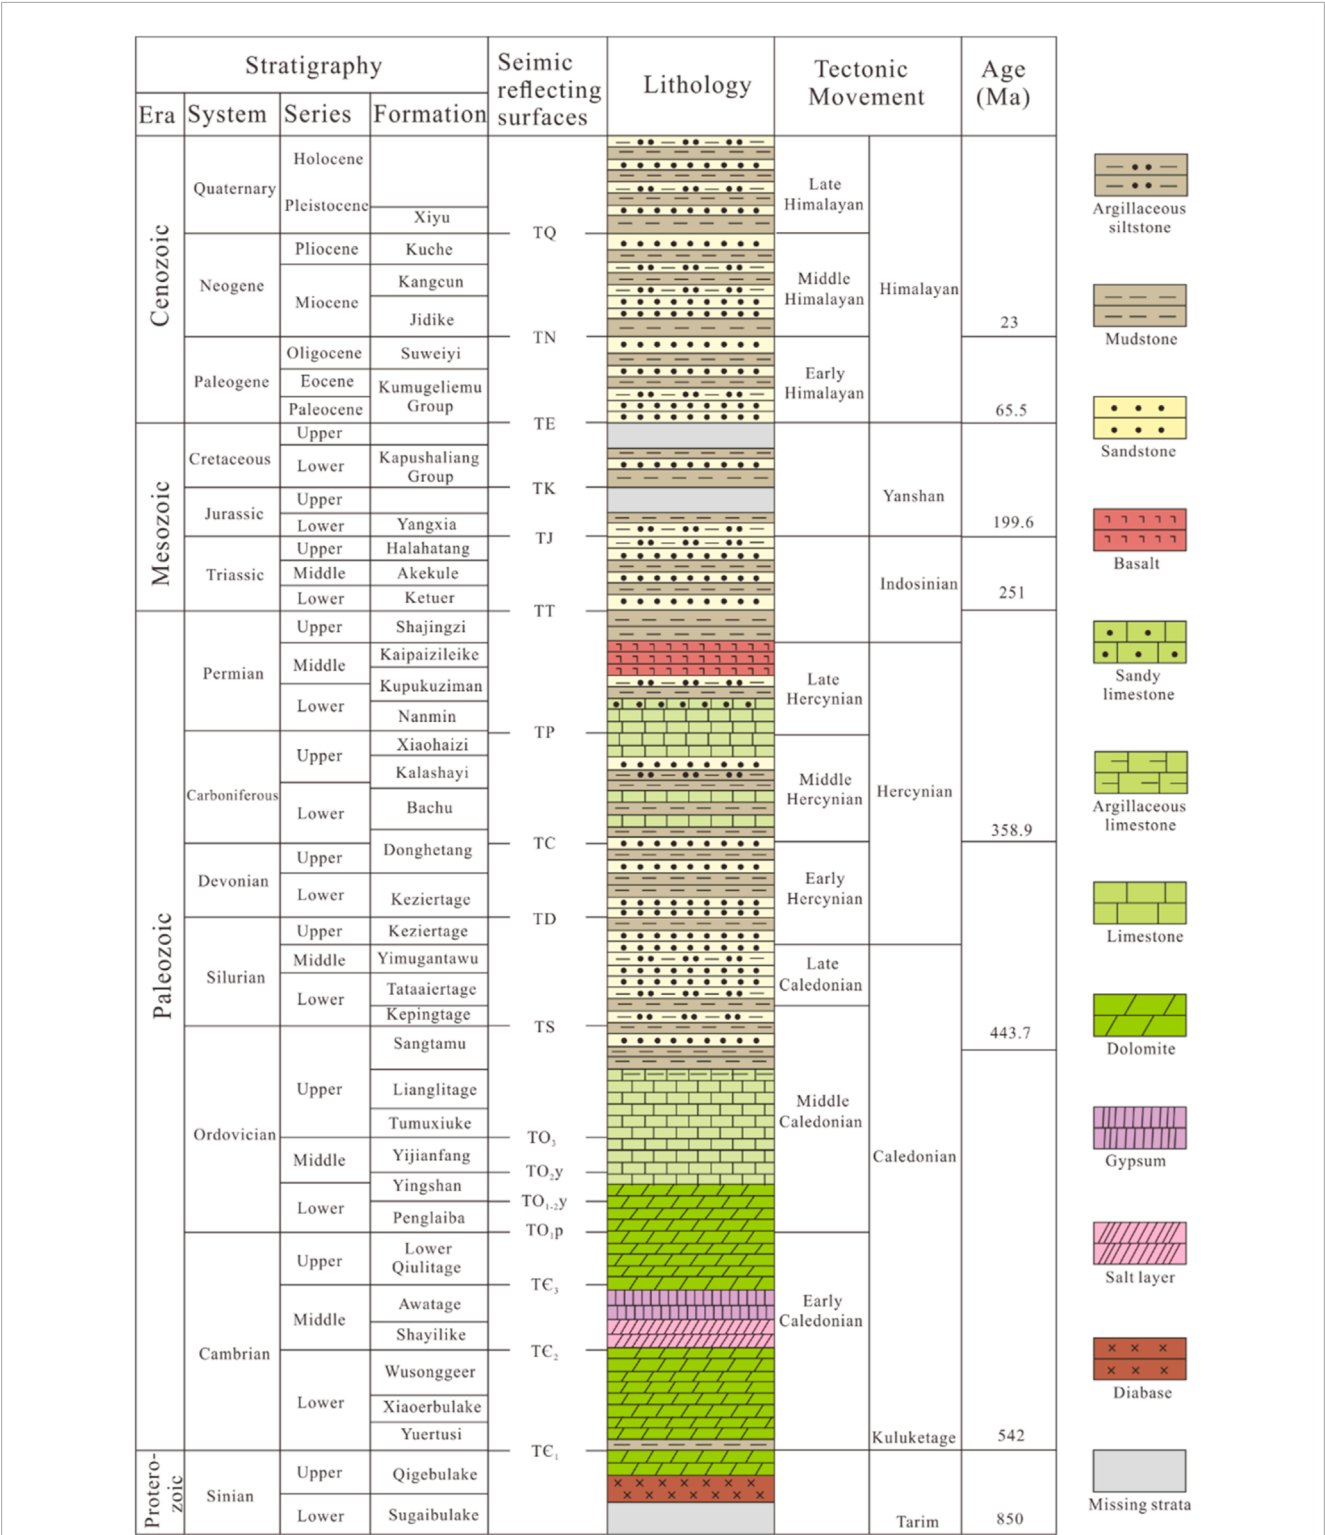 Stratigraphy
Seimic
reflecting
surfaces
Lithology
Tectonic
Movement
Age
(Ma)
Era
System
Series
Formation
Cenozoic
Quaternary
Holocene
Pleistocene
Xiyu
TQ
Neogene
Pliocene
Kuche
Miocene
Kangcun
Jidike
TN
Paleogene
Oligocene
Suweiyi
Eocene
Paleocene
Kumugeliemu
Group
TE
Mesozoic
Cretaceous
Upper
Lower
Kapushaliang
Group
TK
Jurassic
Upper
Lower
Yangxia
TJ
Triassic
Upper
Halahatang
Middle
Akekule
Lower
Ketuer
TT
Paleozoic
Permian
Upper
Shajingzi
Middle
Kaipaizileike
Kupukuziman
Lower
Nanmin
TP
Carboniferous
Upper
Xiaohaizi
Kalashayi
Lower
Bachu
TC
Donghetang
Devonian
Upper
Lower
Keziertage
TD
Silurian
Upper
Keziertage
Middle
Yimugantawu
Lower
Tataaiertage
Kepingtage
TS
Ordovician
Upper
Sangtamu
Lianglitage
Tumuxiuke
TO₃
Middle
Yijianfang
TO₂y
Yingshan
Lower
TO₁₋₂y
Penglaiba
TO₁p
Cambrian
Upper
Lower
Qiulitage
TЄ₃
Middle
Awatage
Shayilike
TЄ₂
Lower
Wusonggeer
Xiaoerbulake
Yuertusi
TЄ₁
Protero-
zoic
Sinian
Upper
Qigebulake
Lower
Sugaibulake
Late
Himalayan
Middle
Himalayan
Early
Himalayan
Himalayan
Yanshan
Indosinian
Late
Hercynian
Middle
Hercynian
Early
Hercynian
Hercynian
Late
Caledonian
Middle
Caledonian
Early
Caledonian
Caledonian
Kuluketage
Tarim
23
65.5
199.6
251
358.9
443.7
542
850
Argillaceous
siltstone
Mudstone
Sandstone
Basalt
Sandy
limestone
Argillaceous
limestone
Limestone
Dolomite
Gypsum
Salt layer
Diabase
Missing strata